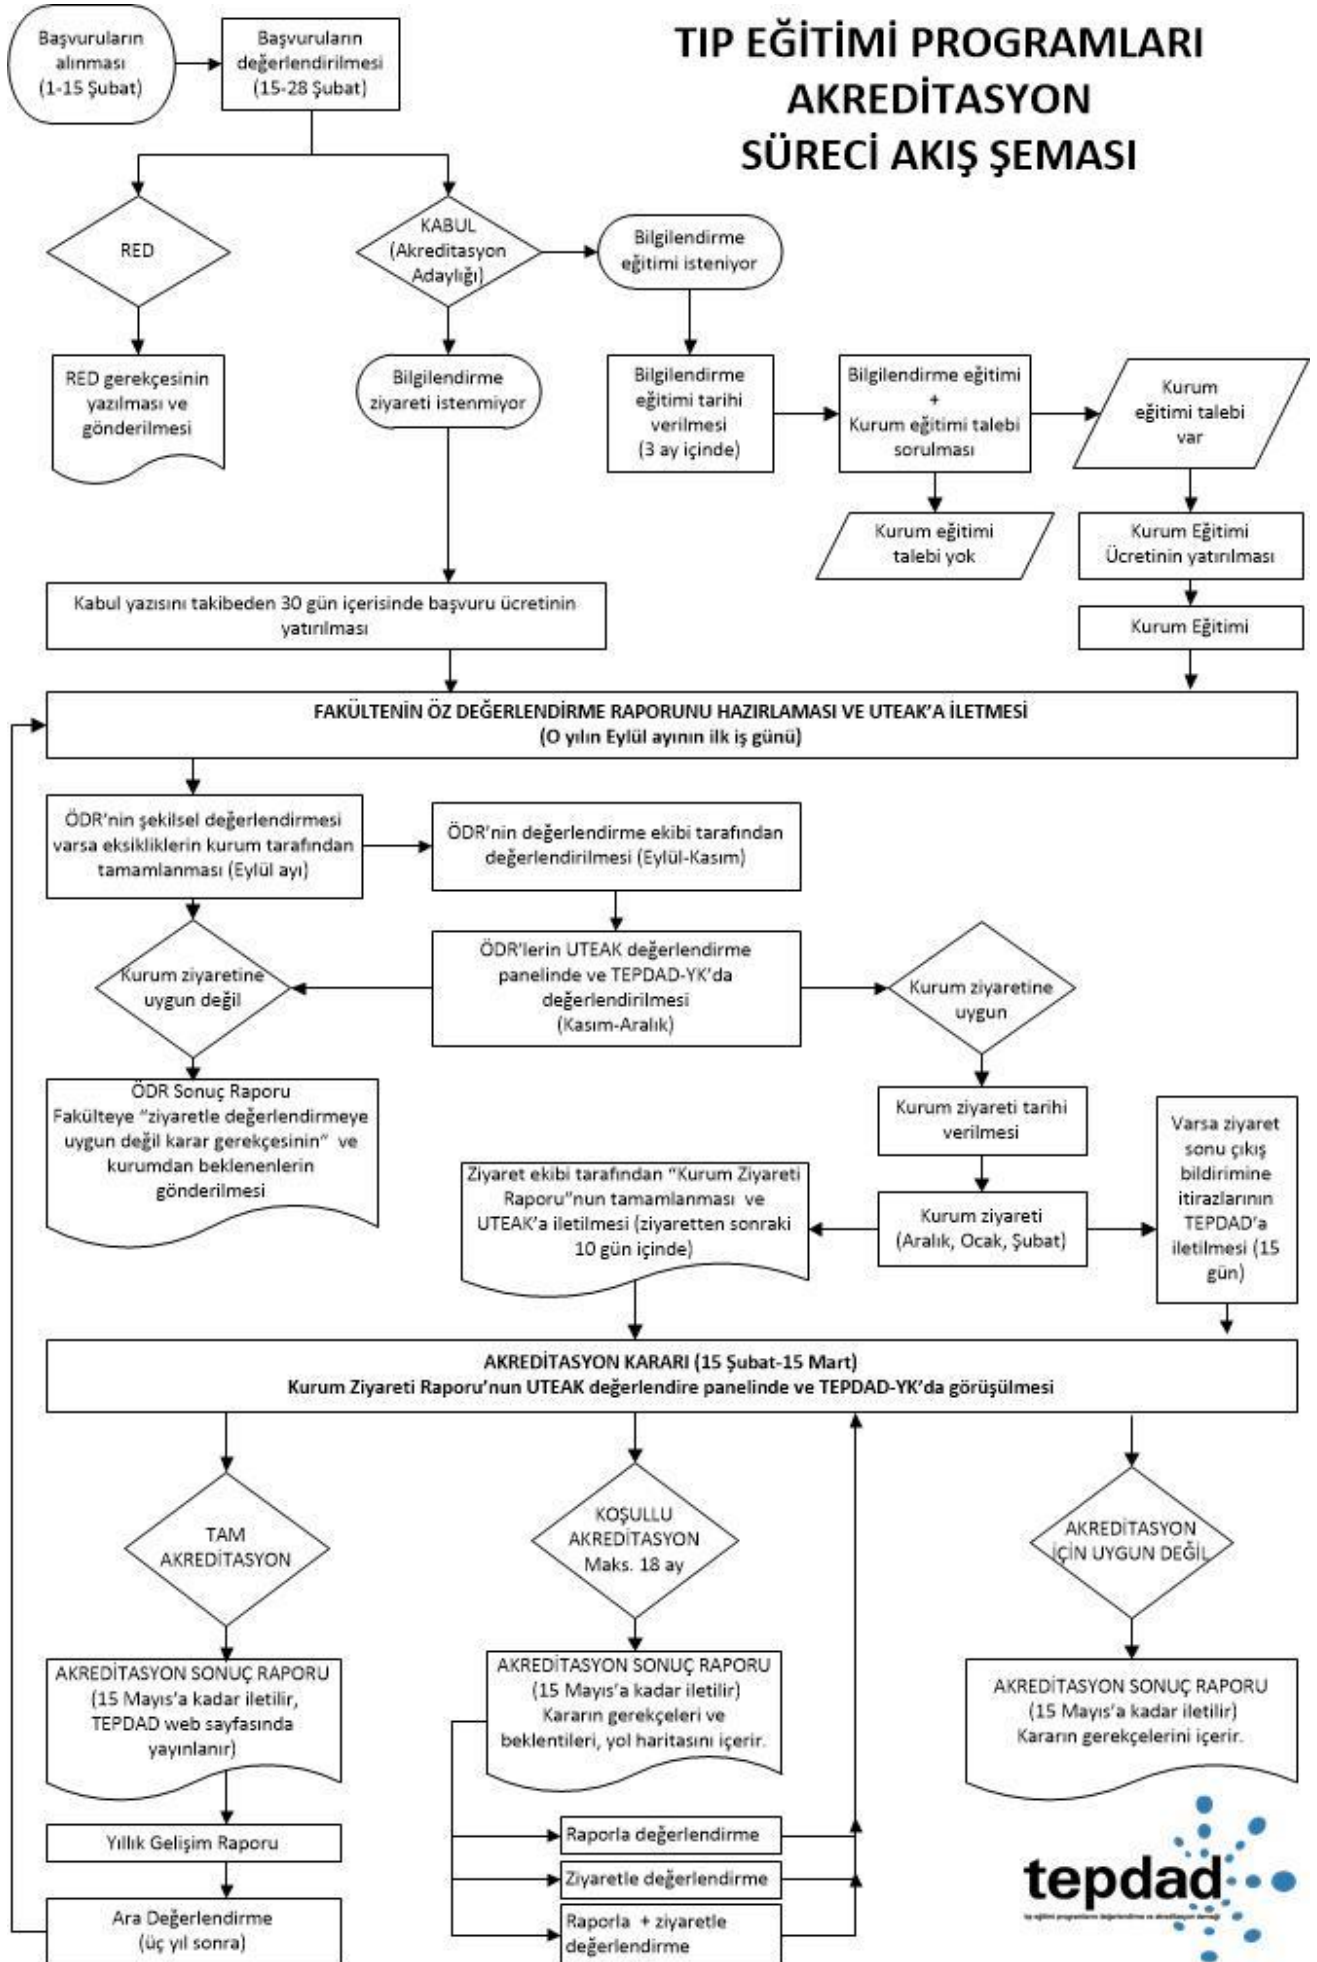 TIP EĞİTİMİ PROGRAMLARI
AKREDİTASYON
SÜRECİ AKIŞ ŞEMASI
Başvuruların
alınması
(1-15 Şubat)
Başvuruların
değerlendirilmesi
(15-28 Şubat)
RED
KABUL
(Akreditasyon
Adaylığı)
Bilgilendirme
eğitimi isteniyor
RED gerekçesinin
yazılması ve
gönderilmesi
Bilgilendirme
ziyareti istenmiyor
Bilgilendirme
eğitimi tarihi
verilmesi
(3 ay içinde)
Bilgilendirme eğitimi
+
Kurum eğitimi talebi
sorulması
Kurum
eğitimi talebi
var
Kurum eğitimi
talebi yok
Kurum Eğitimi
Ücretinin yatırılması
Kurum Eğitimi
Kabul yazısını takibeden 30 gün içerisinde başvuru ücretinin
yatırılması
FAKÜLTENİN ÖZ DEĞERLENDİRME RAPORUNU HAZIRLAMASI VE UTEAK’A İLETMESİ
(O yılın Eylül ayının ilk iş günü)
ÖDR’nin şekilsel değerlendirmesi
varsa eksikliklerin kurum tarafından
tamamlanması (Eylül ayı)
ÖDR’nin değerlendirme ekibi tarafından
değerlendirilmesi (Eylül-Kasım)
Kurum ziyaretine
uygun değil
ÖDR’lerin UTEAK değerlendirme
panelinde ve TEPDAD-YK’da
değerlendirilmesi
(Kasım-Aralık)
Kurum ziyaretine
uygun
ÖDR Sonuç Raporu
Fakülteye “ziyaretle değerlendirmeye
uygun değil karar gerekçesinin” ve
kurumdan beklenenlerin
gönderilmesi
Kurum ziyareti tarihi
verilmesi
Ziyaret ekibi tarafından “Kurum Ziyareti
Raporu”nun tamamlanması ve
UTEAK’a iletilmesi (ziyaretten sonraki
10 gün içinde)
Kurum ziyareti
(Aralık, Ocak, Şubat)
Varsa ziyaret
sonu çıkış
bildirimine
itirazlarının
TEPDAD’a
iletilmesi (15
gün)
AKREDİTASYON KARARI (15 Şubat-15 Mart)
Kurum Ziyareti Raporu’nun UTEAK değerlendire panelinde ve TEPDAD-YK’da görüşülmesi
TAM
AKREDİTASYON
KOŞULLU
AKREDİTASYON
Maks. 18 ay
AKREDİTASYON
İÇİN UYGUN DEĞİL
AKREDİTASYON SONUÇ RAPORU
(15 Mayıs’a kadar iletilir,
TEPDAD web sayfasında
yayınlanır)
AKREDİTASYON SONUÇ RAPORU
(15 Mayıs’a kadar iletilir)
Kararın gerekçeleri ve
beklentileri, yol haritasını içerir.
AKREDİTASYON SONUÇ RAPORU
(15 Mayıs’a kadar iletilir)
Kararın gerekçelerini içerir.
Yıllık Gelişim Raporu
Ara Değerlendirme
(üç yıl sonra)
Raporla değerlendirme
Ziyaretle değerlendirme
Raporla + ziyaretle
değerlendirme
tepdad
tıp eğitimi programlarını değerlendirme ve akreditasyon derneği